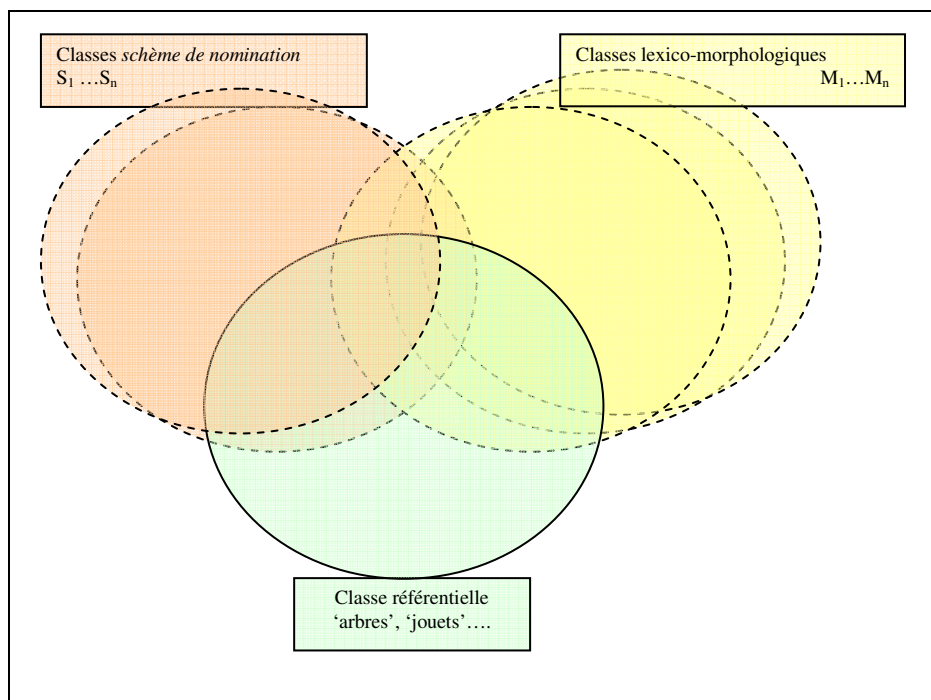 Classes schème de nomination
S₁ …Sₙ
Classes lexico-morphologiques
M₁…Mₙ
Classe référentielle
‘arbres’, ‘jouets’….